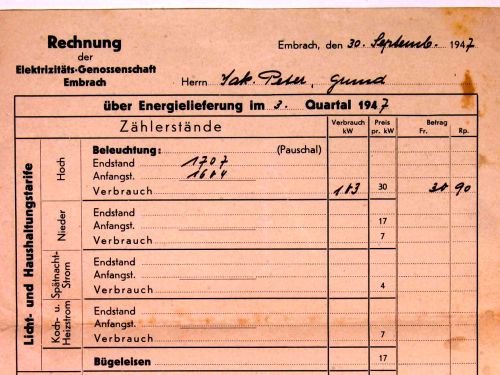 Rechnung
der
Elektrizitäts-Genossenschaft
Embrach
Embrach, den 30. Septemb. 1947
Herrn Jak. Peter, Grund
über Energielieferung im 3. Quartal 1947
Zählerstände
Verbrauch kW
Preis pr. kW
Betrag
Fr. Rp.
Licht- und Haushaltungstarife
Hoch
Beleuchtung: (Pauschal)
Endstand 1707
Anfangst. 1604
Verbrauch 103 30 30 90
Nieder
Endstand
Anfangst. 17
Verbrauch 7
Spätnacht-Strom
Endstand
Anfangst.
Verbrauch 4
Koch- u. Heizstrom
Endstand
Anfangst.
Verbrauch 7
Bügeleisen 17